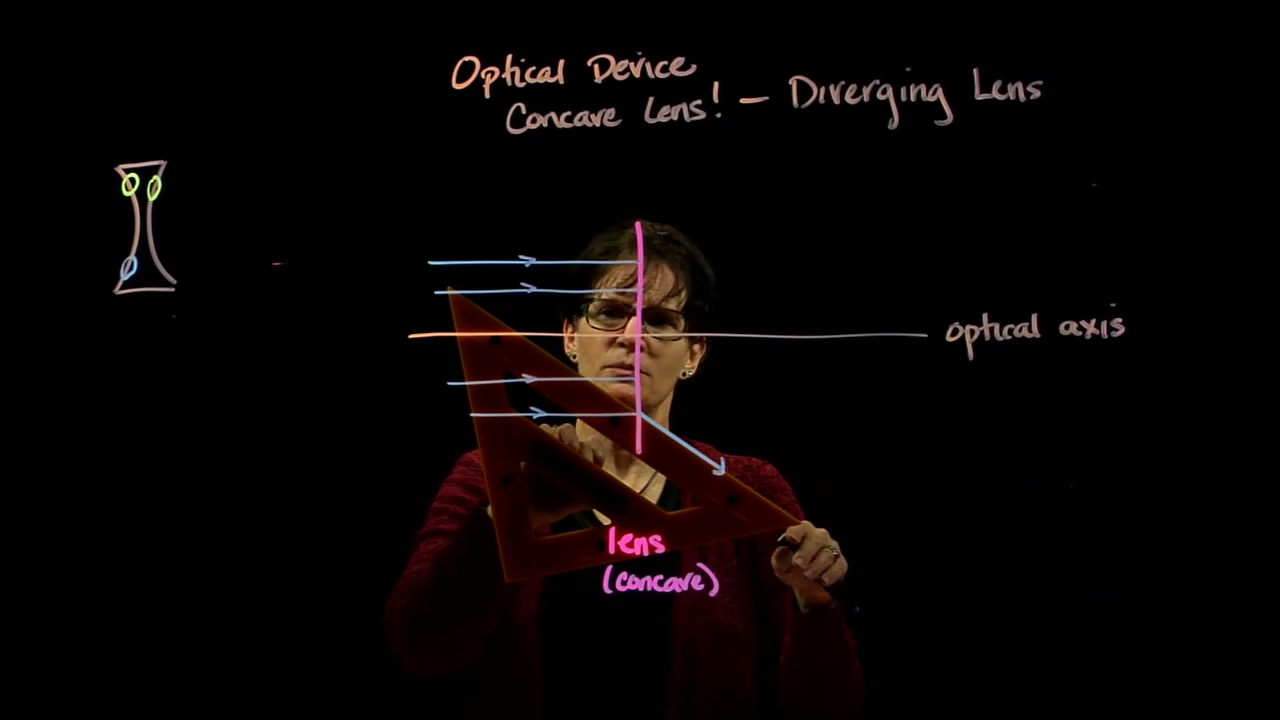 Optical Device
Concave Lens! – Diverging Lens
optical axis
lens
(concave)